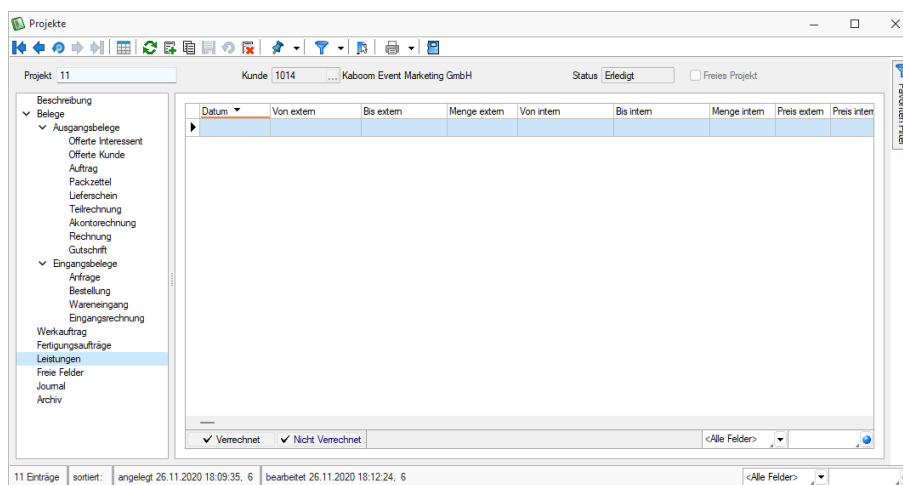 Projekte
Projekt 11 Kunde 1014 ... Kaboom Event Marketing GmbH Status Erledigt Freies Projekt
Favoriten Filter
Beschreibung
Belege
Ausgangsbelege
Offerte Interessent
Offerte Kunde
Auftrag
Packzettel
Lieferschein
Teilrechnung
Akontorechnung
Rechnung
Gutschrift
Eingangsbelege
Anfrage
Bestellung
Wareneingang
Eingangsrechnung
Werkauftrag
Fertigungsaufträge
Leistungen
Freie Felder
Journal
Archiv
Datum Von extern Bis extern Menge extern Von intern Bis intern Menge intern Preis extern Preis intern
Verrechnet Nicht Verrechnet <Alle Felder>
11 Einträge sortiert: angelegt 26.11.2020 18:09:35, 6 bearbeitet 26.11.2020 18:12:24, 6 <Alle Felder>